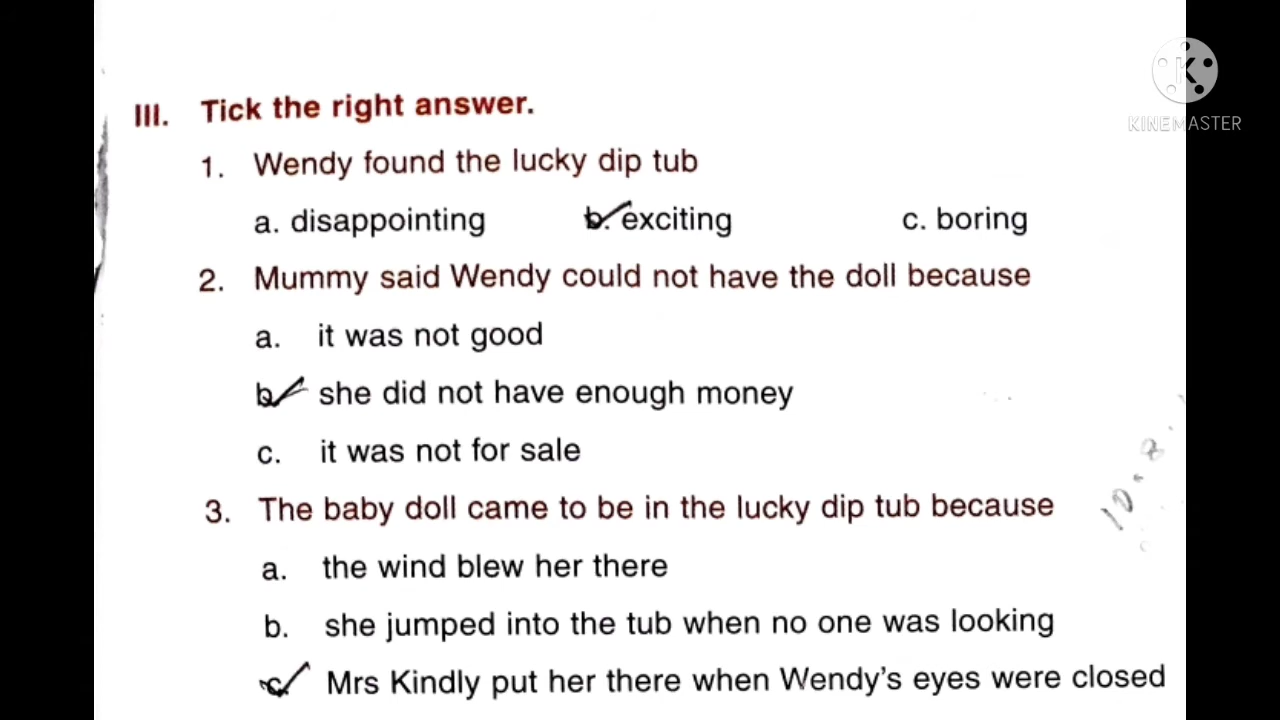 KINEMASTER
III. Tick the right answer.
1. Wendy found the lucky dip tub
a. disappointing b. exciting c. boring
2. Mummy said Wendy could not have the doll because
a. it was not good
b. she did not have enough money
c. it was not for sale
3. The baby doll came to be in the lucky dip tub because
a. the wind blew her there
b. she jumped into the tub when no one was looking
c. Mrs Kindly put her there when Wendy's eyes were closed